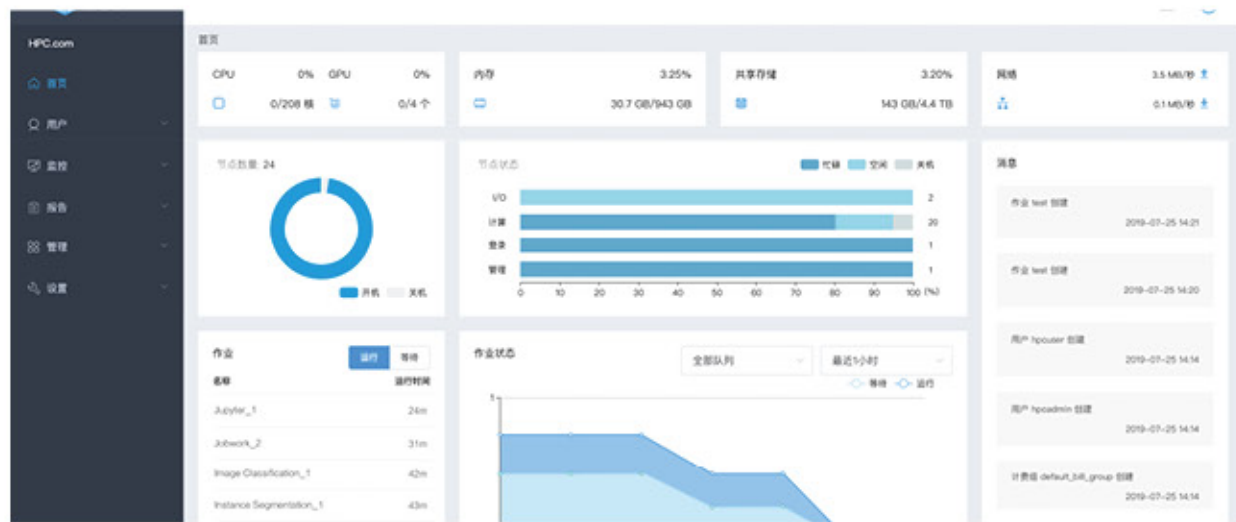 HPC.com
首页
用户
监控
报告
管理
设置
首页
CPU 0% GPU 0%
0/208 核 0/4 个
内存 3.25%
30.7 GB/943 GB
共享存储 3.20%
143 GB/4.4 TB
网络 3.5 MB/秒
0.1 MB/秒
节点数量 24
开机 关机
节点状态 忙碌 空闲 关机
I/O 2
计算 20
登录 1
管理 1
0 10 20 30 40 50 60 70 80 90 100 (%)
消息
作业 test 创建
2019-07-25 14:21
作业 test 创建
2019-07-25 14:20
用户 hpcuser 创建
2019-07-25 14:14
用户 hpcadmin 创建
2019-07-25 14:14
计费组 default_bill_group 创建
2019-07-25 14:14
作业 运行 等待
名称 运行时间
Jupyter_1 24m
Jobwork_2 31m
Image Classification_1 42m
Instance Segmentation_1 43m
作业状态 全部队列 最近1小时
等待 运行
1